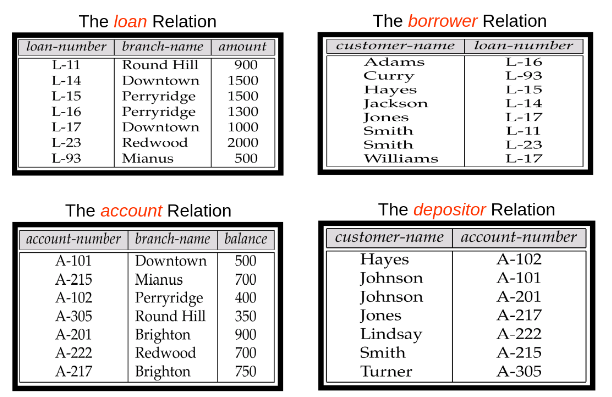 The loan Relation
loan-number branch-name amount
L-11 Round Hill 900
L-14 Downtown 1500
L-15 Perryridge 1500
L-16 Perryridge 1300
L-17 Downtown 1000
L-23 Redwood 2000
L-93 Mianus 500
The borrower Relation
customer-name loan-number
Adams L-16
Curry L-93
Hayes L-15
Jackson L-14
Jones L-17
Smith L-11
Smith L-23
Williams L-17
The account Relation
account-number branch-name balance
A-101 Downtown 500
A-215 Mianus 700
A-102 Perryridge 400
A-305 Round Hill 350
A-201 Brighton 900
A-222 Redwood 700
A-217 Brighton 750
The depositor Relation
customer-name account-number
Hayes A-102
Johnson A-101
Johnson A-201
Jones A-217
Lindsay A-222
Smith A-215
Turner A-305